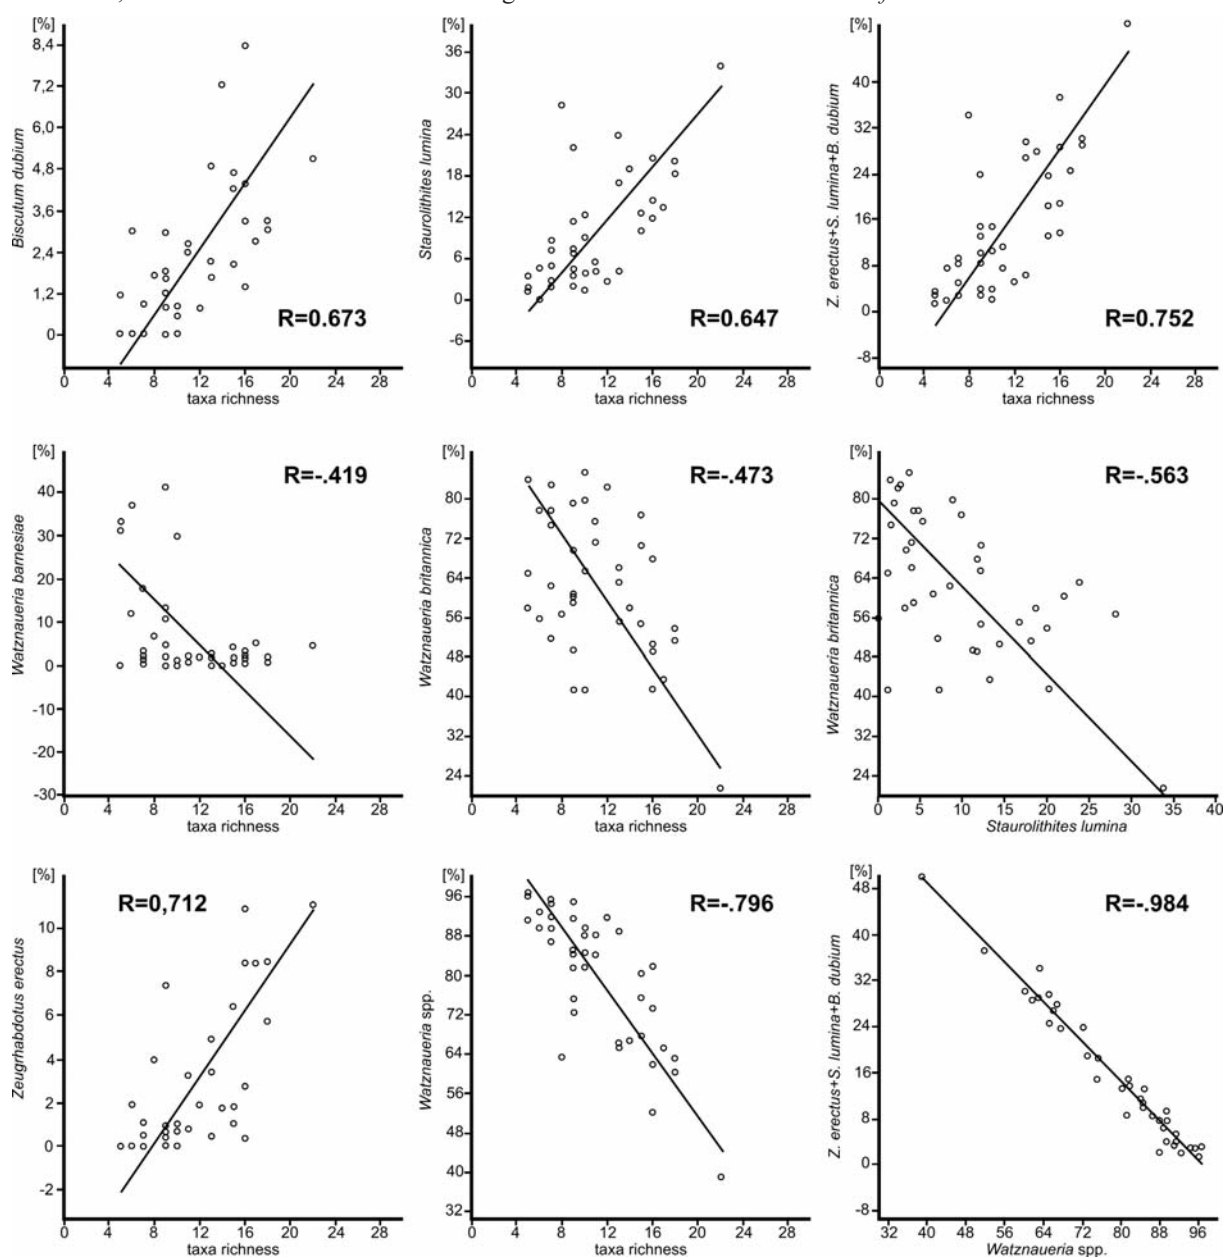 [%]
8,4
7,2
6,0
4,8
3,6
2,4
1,2
0
Biscutum dubium
R=0.673
0 4 8 12 16 20 24 28
taxa richness
[%]
36
30
24
18
12
6
0
-6
Staurolithites lumina
R=0.647
0 4 8 12 16 20 24 28
taxa richness
[%]
40
32
24
16
8
0
-8
Z. erectus+S. lumina+B. dubium
R=0.752
0 4 8 12 16 20 24 28
taxa richness
[%]
40
30
20
10
0
-10
-20
-30
Watznaueria barnesiae
R=-.419
0 4 8 12 16 20 24 28
taxa richness
[%]
80
72
64
56
48
40
32
24
Watznaueria britannica
R=-.473
0 4 8 12 16 20 24 28
taxa richness
[%]
80
72
64
56
48
40
32
24
Watznaueria britannica
R=-.563
0 5 10 15 20 25 30 35 40
Staurolithites lumina
[%]
10
8
6
4
2
0
-2
Zeugrhabdotus erectus
R=0,712
0 4 8 12 16 20 24 28
taxa richness
[%]
96
88
80
72
64
56
48
40
32
Watznaueria spp.
R=-.796
0 4 8 12 16 20 24 28
taxa richness
[%]
48
40
32
24
16
8
0
-8
Z. erectus+S. lumina+B. dubium
R=-.984
32 40 48 56 64 72 80 88 96
Watznaueria spp.